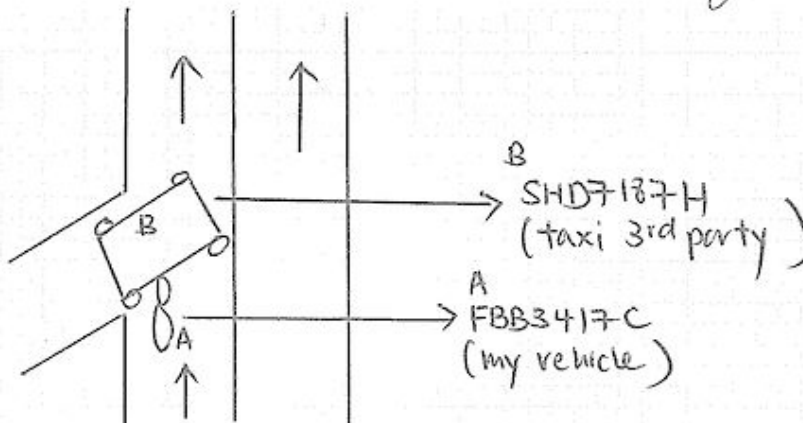 B
SHD7187H
(taxi 3rd party)
B
A
FBB3417C
(my vehicle)
A